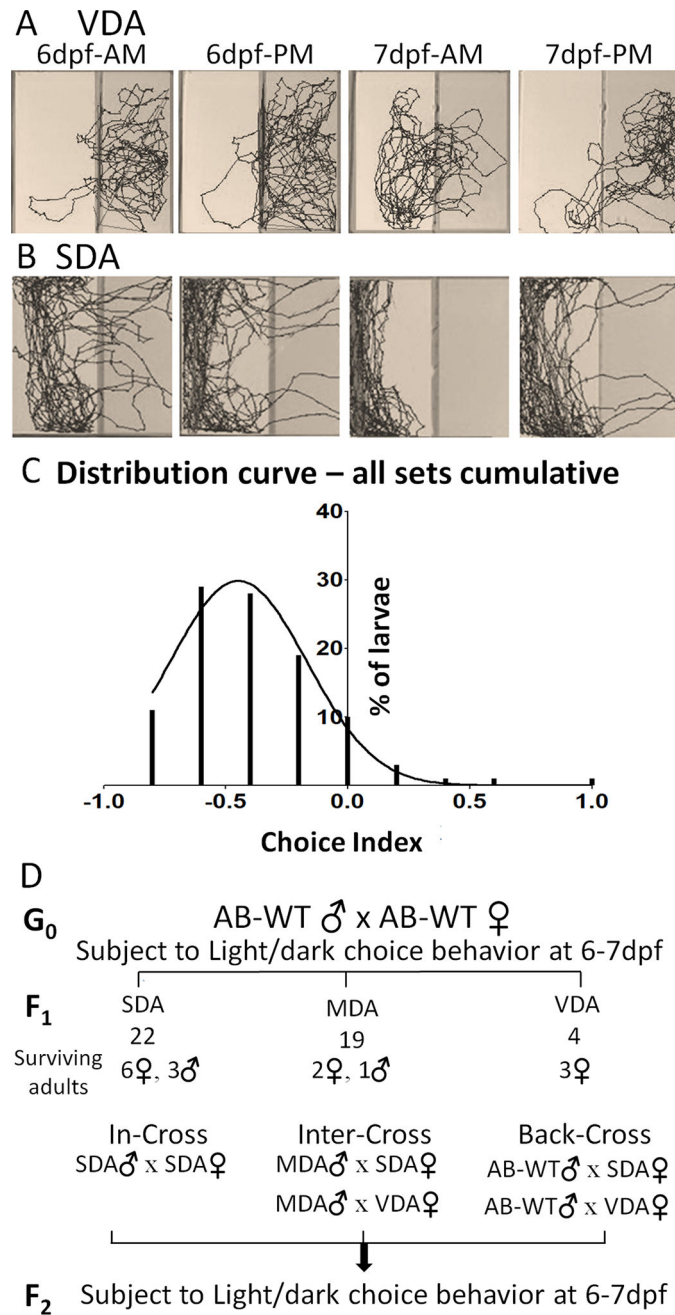 A VDA
6dpf-AM 6dpf-PM 7dpf-AM 7dpf-PM
B SDA
C Distribution curve – all sets cumulative
40
30
20
10
% of larvae
-1.0 -0.5 0.0 0.5 1.0
Choice Index
D
G0 AB-WT ♂ x AB-WT ♀
Subject to Light/dark choice behavior at 6-7dpf
F1 SDA MDA VDA
22 19 4
Surviving adults 6♀, 3♂ 2♀, 1♂ 3♀
In-Cross Inter-Cross Back-Cross
SDA♂ x SDA♀ MDA♂ x SDA♀ AB-WT♂ x SDA♀
MDA♂ x VDA♀ AB-WT♂ x VDA♀
F2 Subject to Light/dark choice behavior at 6-7dpf